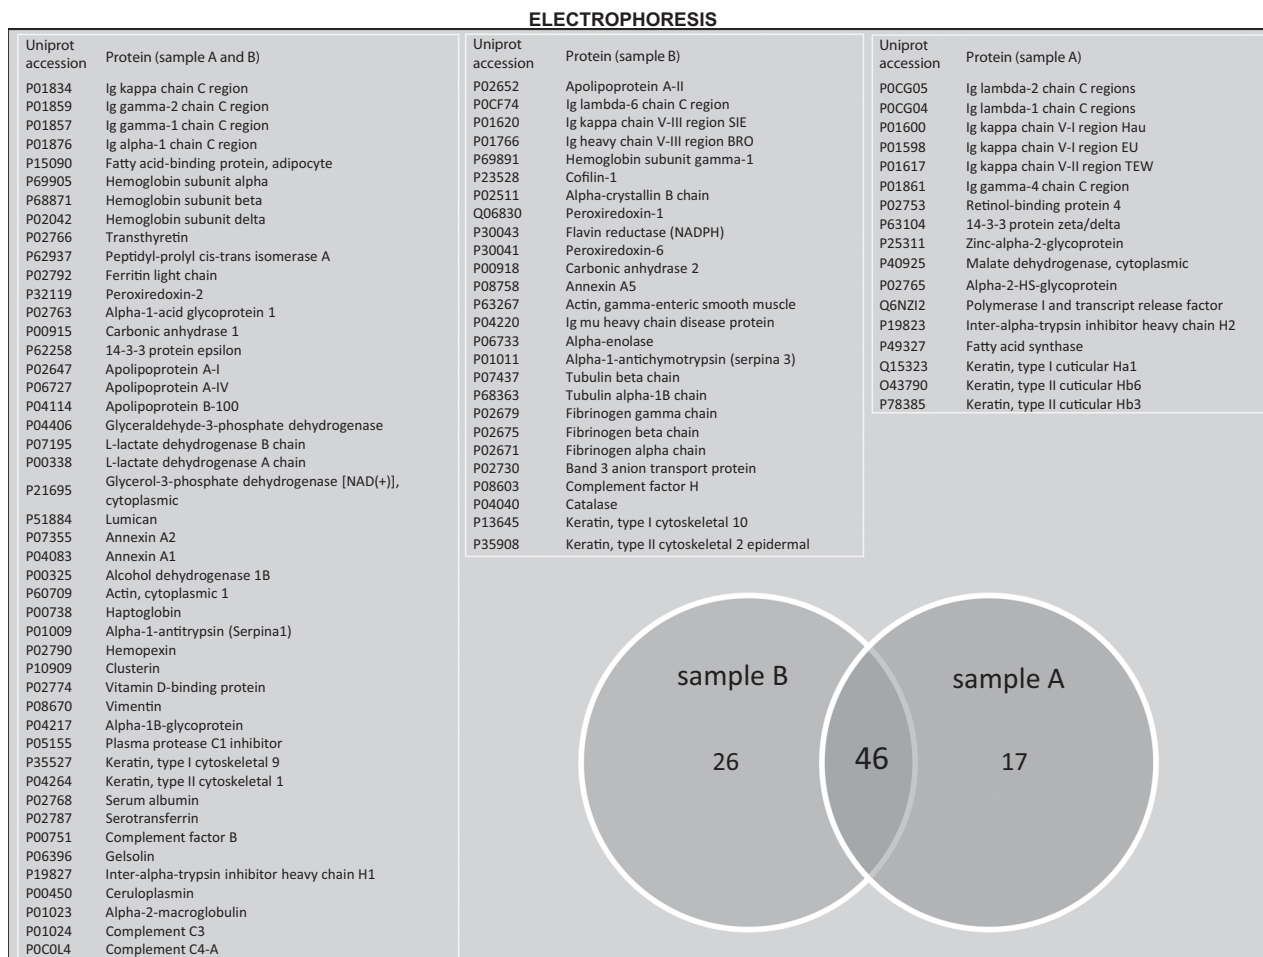 ELECTROPHORESIS
Uniprot
accession
Protein (sample A and B)
P01834 Ig kappa chain C region
P01859 Ig gamma-2 chain C region
P01857 Ig gamma-1 chain C region
P01876 Ig alpha-1 chain C region
P15090 Fatty acid-binding protein, adipocyte
P69905 Hemoglobin subunit alpha
P68871 Hemoglobin subunit beta
P02042 Hemoglobin subunit delta
P02766 Transthyretin
P62937 Peptidyl-prolyl cis-trans isomerase A
P02792 Ferritin light chain
P32119 Peroxiredoxin-2
P02763 Alpha-1-acid glycoprotein 1
P00915 Carbonic anhydrase 1
P62258 14-3-3 protein epsilon
P02647 Apolipoprotein A-I
P06727 Apolipoprotein A-IV
P04114 Apolipoprotein B-100
P04406 Glyceraldehyde-3-phosphate dehydrogenase
P07195 L-lactate dehydrogenase B chain
P00338 L-lactate dehydrogenase A chain
P21695 Glycerol-3-phosphate dehydrogenase [NAD(+)],
cytoplasmic
P51884 Lumican
P07355 Annexin A2
P04083 Annexin A1
P00325 Alcohol dehydrogenase 1B
P60709 Actin, cytoplasmic 1
P00738 Haptoglobin
P01009 Alpha-1-antitrypsin (Serpina1)
P02790 Hemopexin
P10909 Clusterin
P02774 Vitamin D-binding protein
P08670 Vimentin
P04217 Alpha-1B-glycoprotein
P05155 Plasma protease C1 inhibitor
P35527 Keratin, type I cytoskeletal 9
P04264 Keratin, type II cytoskeletal 1
P02768 Serum albumin
P02787 Serotransferrin
P00751 Complement factor B
P06396 Gelsolin
P19827 Inter-alpha-trypsin inhibitor heavy chain H1
P00450 Ceruloplasmin
P01023 Alpha-2-macroglobulin
P01024 Complement C3
P0C0L4 Complement C4-A
Uniprot
accession
Protein (sample B)
P02652 Apolipoprotein A-II
P0CF74 Ig lambda-6 chain C region
P01620 Ig kappa chain V-III region SIE
P01766 Ig heavy chain V-III region BRO
P69891 Hemoglobin subunit gamma-1
P23528 Cofilin-1
P02511 Alpha-crystallin B chain
Q06830 Peroxiredoxin-1
P30043 Flavin reductase (NADPH)
P30041 Peroxiredoxin-6
P00918 Carbonic anhydrase 2
P08758 Annexin A5
P63267 Actin, gamma-enteric smooth muscle
P04220 Ig mu heavy chain disease protein
P06733 Alpha-enolase
P01011 Alpha-1-antichymotrypsin (serpina 3)
P07437 Tubulin beta chain
P68363 Tubulin alpha-1B chain
P02679 Fibrinogen gamma chain
P02675 Fibrinogen beta chain
P02671 Fibrinogen alpha chain
P02730 Band 3 anion transport protein
P08603 Complement factor H
P04040 Catalase
P13645 Keratin, type I cytoskeletal 10
P35908 Keratin, type II cytoskeletal 2 epidermal
Uniprot
accession
Protein (sample A)
P0CG05 Ig lambda-2 chain C regions
P0CG04 Ig lambda-1 chain C regions
P01600 Ig kappa chain V-I region Hau
P01598 Ig kappa chain V-I region EU
P01617 Ig kappa chain V-II region TEW
P01861 Ig gamma-4 chain C region
P02753 Retinol-binding protein 4
P63104 14-3-3 protein zeta/delta
P25311 Zinc-alpha-2-glycoprotein
P40925 Malate dehydrogenase, cytoplasmic
P02765 Alpha-2-HS-glycoprotein
Q6NZI2 Polymerase I and transcript release factor
P19823 Inter-alpha-trypsin inhibitor heavy chain H2
P49327 Fatty acid synthase
Q15323 Keratin, type I cuticular Ha1
O43790 Keratin, type II cuticular Hb6
P78385 Keratin, type II cuticular Hb3
sample B
sample A
26
46
17